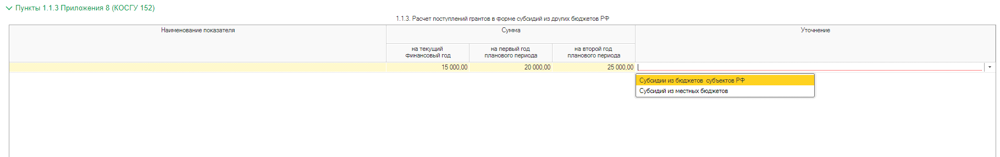 Пункты 1.1.3 Приложения 8 (КОСГУ 152)
1.1.3. Расчет поступлений грантов в форме субсидий из других бюджетов РФ
Наименование показателя
Сумма
Уточнение
на текущий
финансовый год
на первый год
планового периода
на второй год
планового периода
15 000,00
20 000,00
25 000,00
Субсидии из бюджетов  субъектов РФ
Субсидий из местных бюджетов